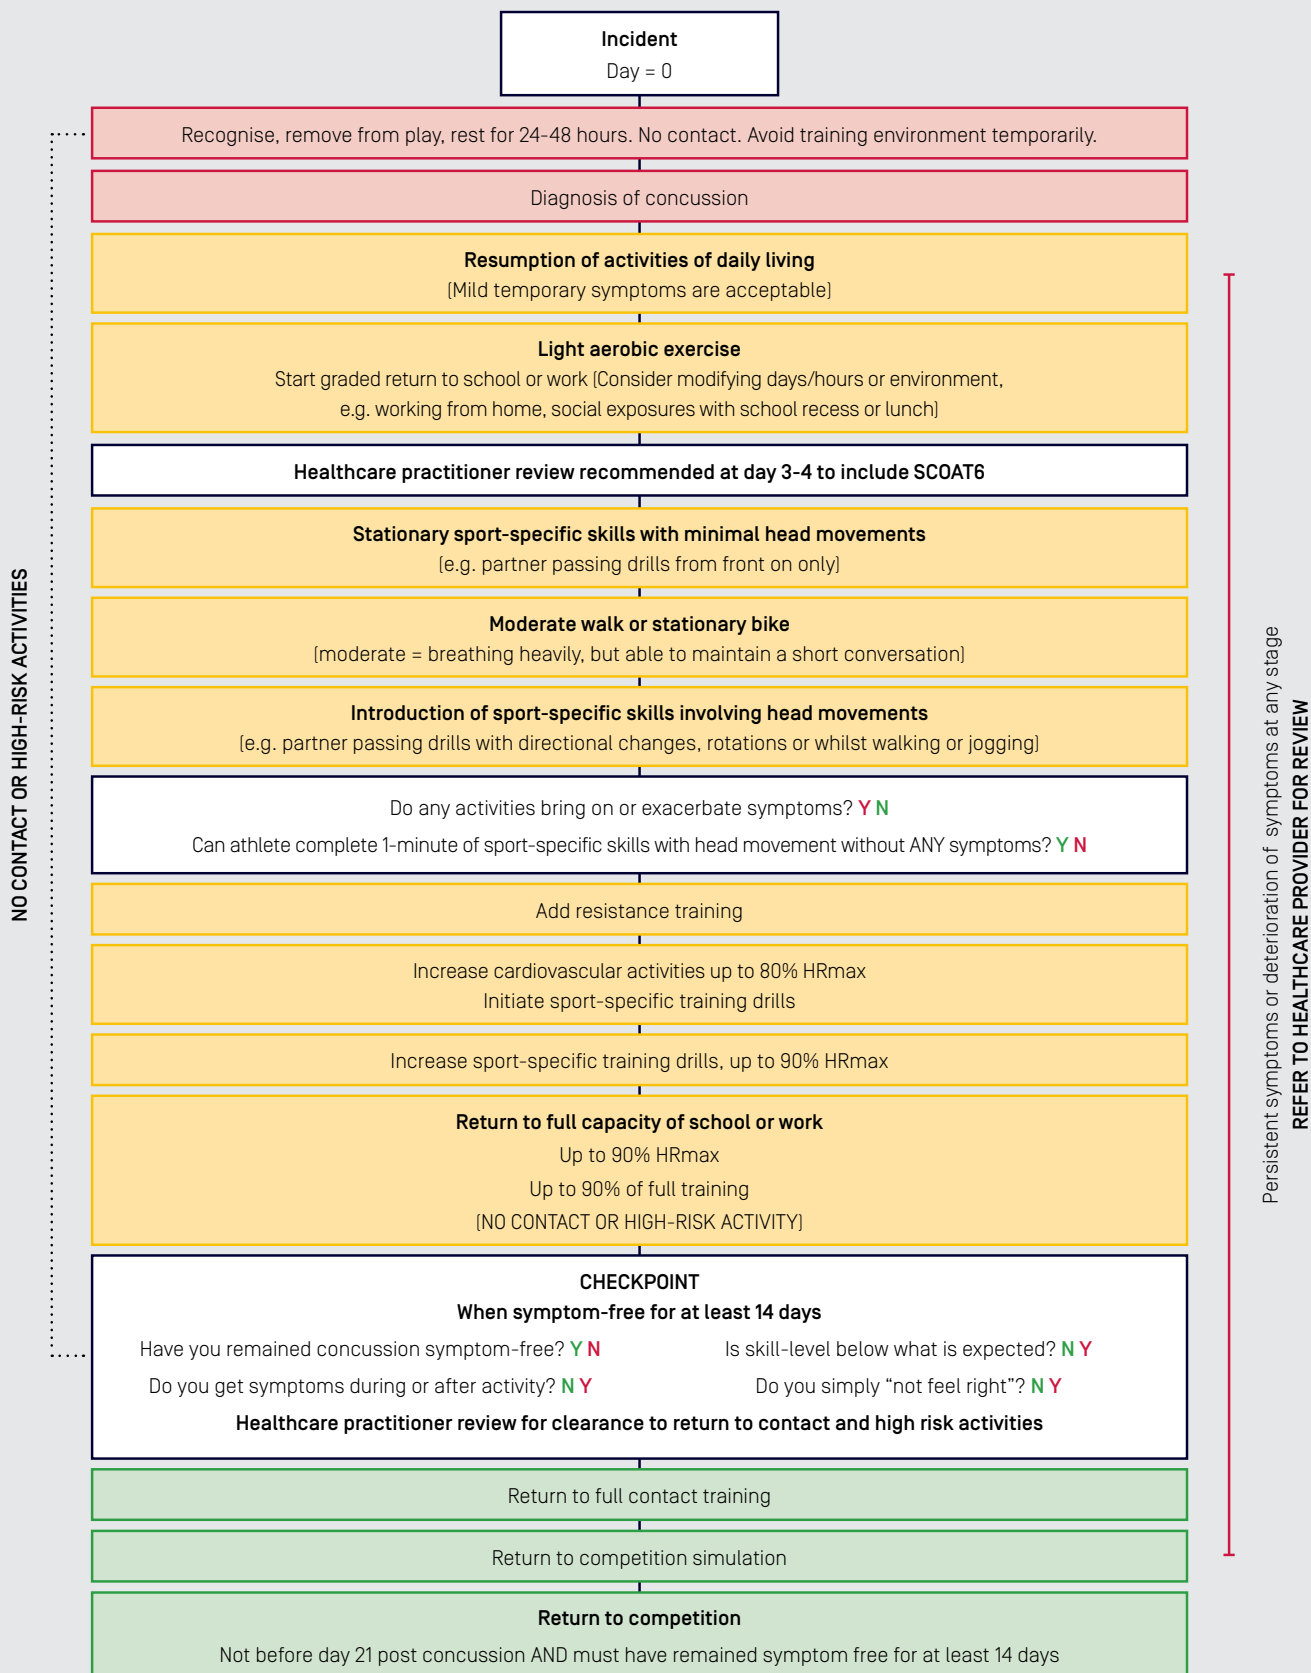 Incident
Day = 0
Recognise, remove from play, rest for 24-48 hours. No contact. Avoid training environment temporarily.
Diagnosis of concussion
Resumption of activities of daily living
(Mild temporary symptoms are acceptable)
Light aerobic exercise
Start graded return to school or work (Consider modifying days/hours or environment,
e.g. working from home, social exposures with school recess or lunch)
Healthcare practitioner review recommended at day 3-4 to include SCOAT6
Stationary sport-specific skills with minimal head movements
(e.g. partner passing drills from front on only)
Moderate walk or stationary bike
(moderate = breathing heavily, but able to maintain a short conversation)
Introduction of sport-specific skills involving head movements
(e.g. partner passing drills with directional changes, rotations or whilst walking or jogging)
Do any activities bring on or exacerbate symptoms? Y N
Can athlete complete 1-minute of sport-specific skills with head movement without ANY symptoms? Y N
Add resistance training
Increase cardiovascular activities up to 80% HRmax
Initiate sport-specific training drills
Increase sport-specific training drills, up to 90% HRmax
Return to full capacity of school or work
Up to 90% HRmax
Up to 90% of full training
(NO CONTACT OR HIGH-RISK ACTIVITY)
CHECKPOINT
When symptom-free for at least 14 days
Have you remained concussion symptom-free? Y N
Is skill-level below what is expected? N Y
Do you get symptoms during or after activity? N Y
Do you simply "not feel right"? N Y
Healthcare practitioner review for clearance to return to contact and high risk activities
Return to full contact training
Return to competition simulation
Return to competition
Not before day 21 post concussion AND must have remained symptom free for at least 14 days
NO CONTACT OR HIGH-RISK ACTIVITIES
Persistent symptoms or deterioration of symptoms at any stage
REFER TO HEALTHCARE PROVIDER FOR REVIEW